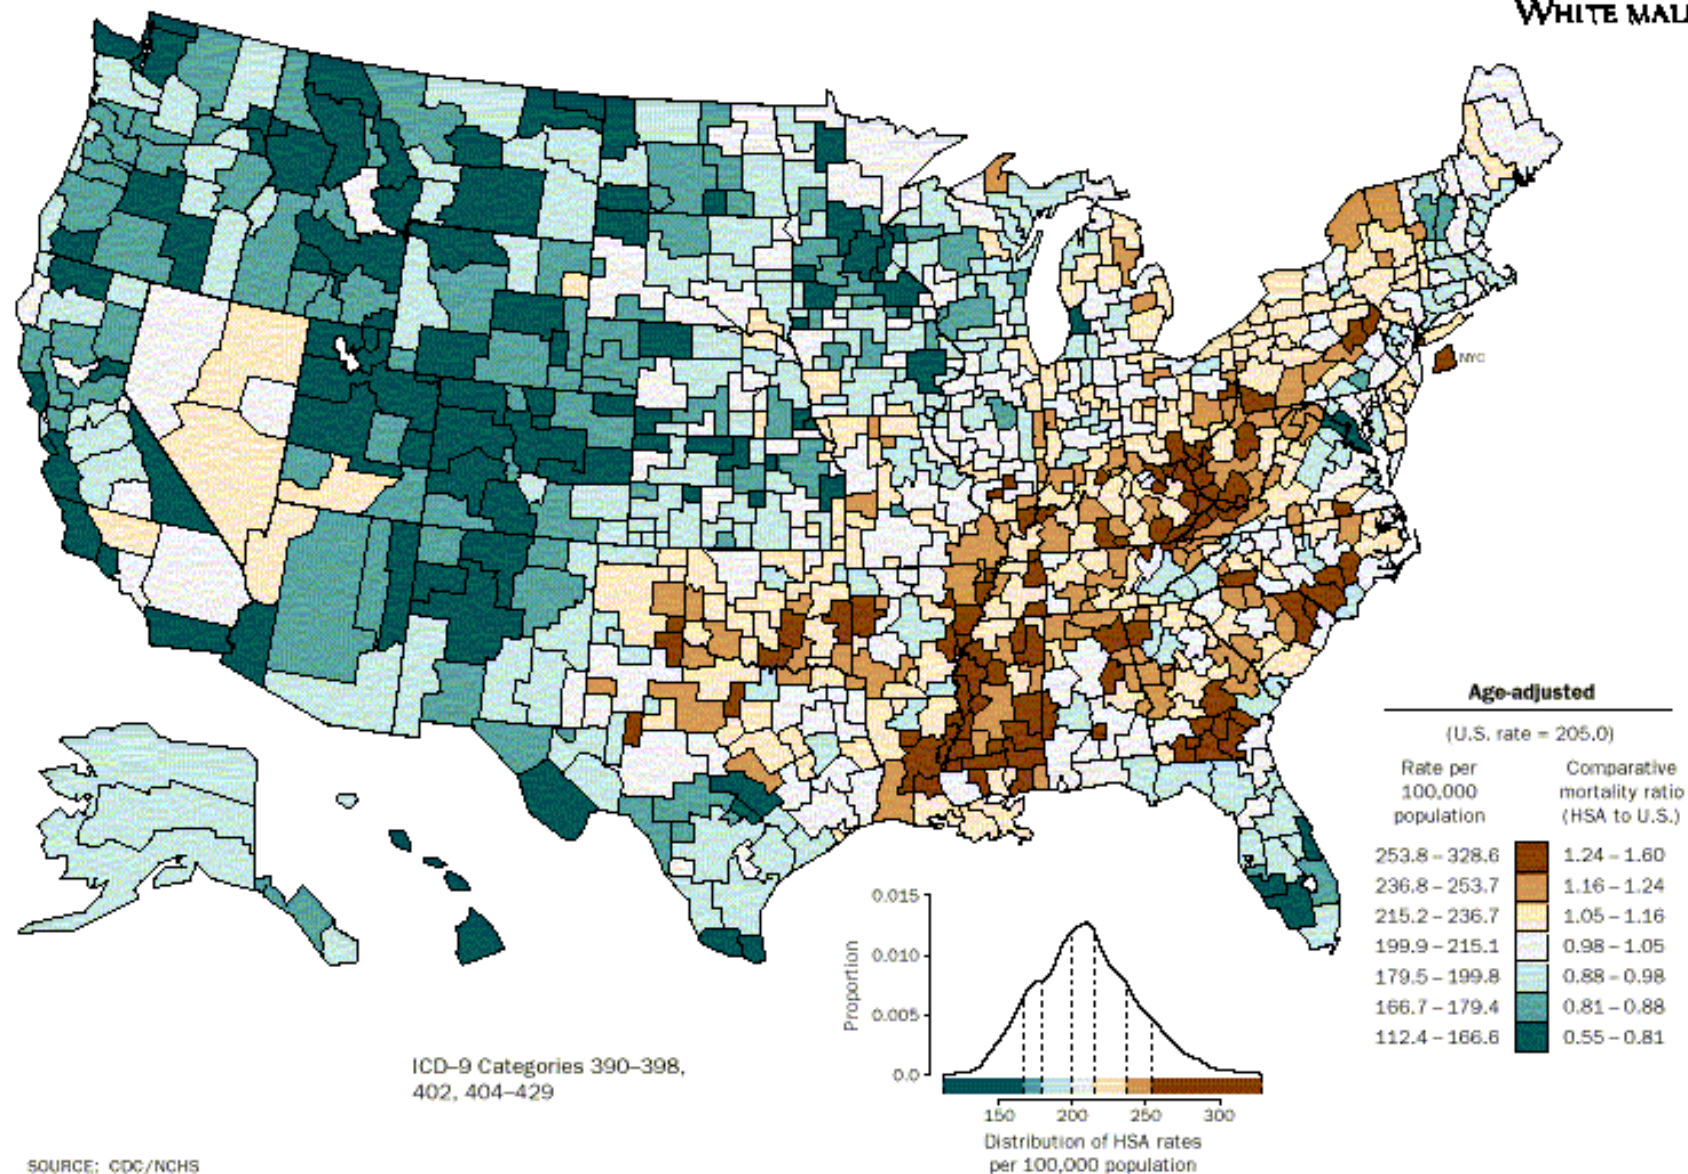 WHITE MAL
NYC
Age-adjusted
(U.S. rate = 205.0)
Rate per
100,000
population
Comparative
mortality ratio
(HSA to U.S.)
253.8 – 328.6 1.24 – 1.60
236.8 – 253.7 1.16 – 1.24
215.2 – 236.7 1.05 – 1.16
199.9 – 215.1 0.98 – 1.05
179.5 – 199.8 0.88 – 0.98
166.7 – 179.4 0.81 – 0.88
112.4 – 166.6 0.55 – 0.81
0.015
0.010
0.005
0.0
Proportion
150 200 250 300
Distribution of HSA rates
per 100,000 population
ICD–9 Categories 390–398,
402, 404–429
SOURCE: CDC/NCHS